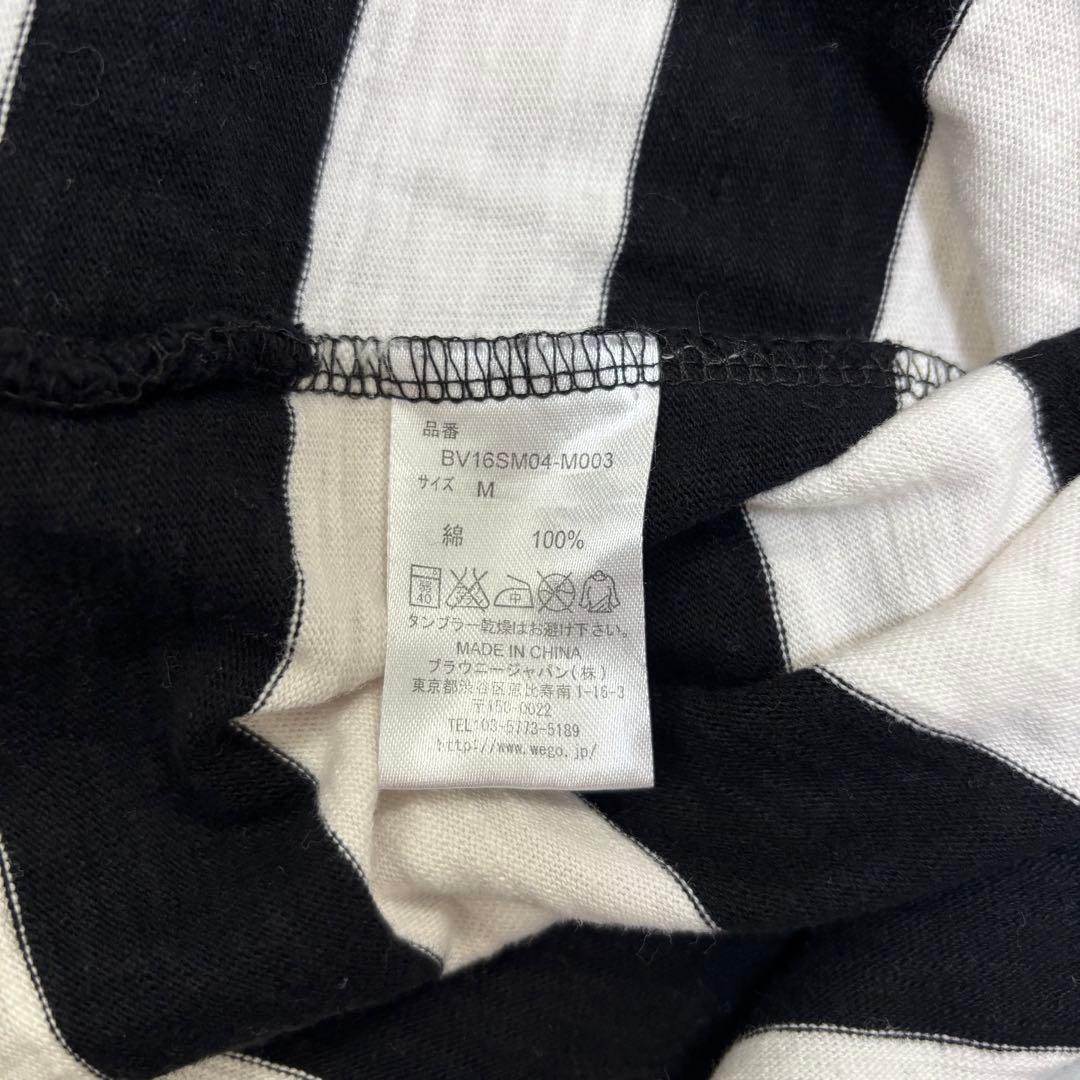 品番
BV16SM04-M003
サイズ M
綿 100%
弱 40 中
タンブラー乾燥はお避け下さい。
MADE IN CHINA
ブラウニージャパン(株)
東京都渋谷区恵比寿南1-16-3
〒150-0022
TEL:03-5773-5189
http://www.wego.jp/